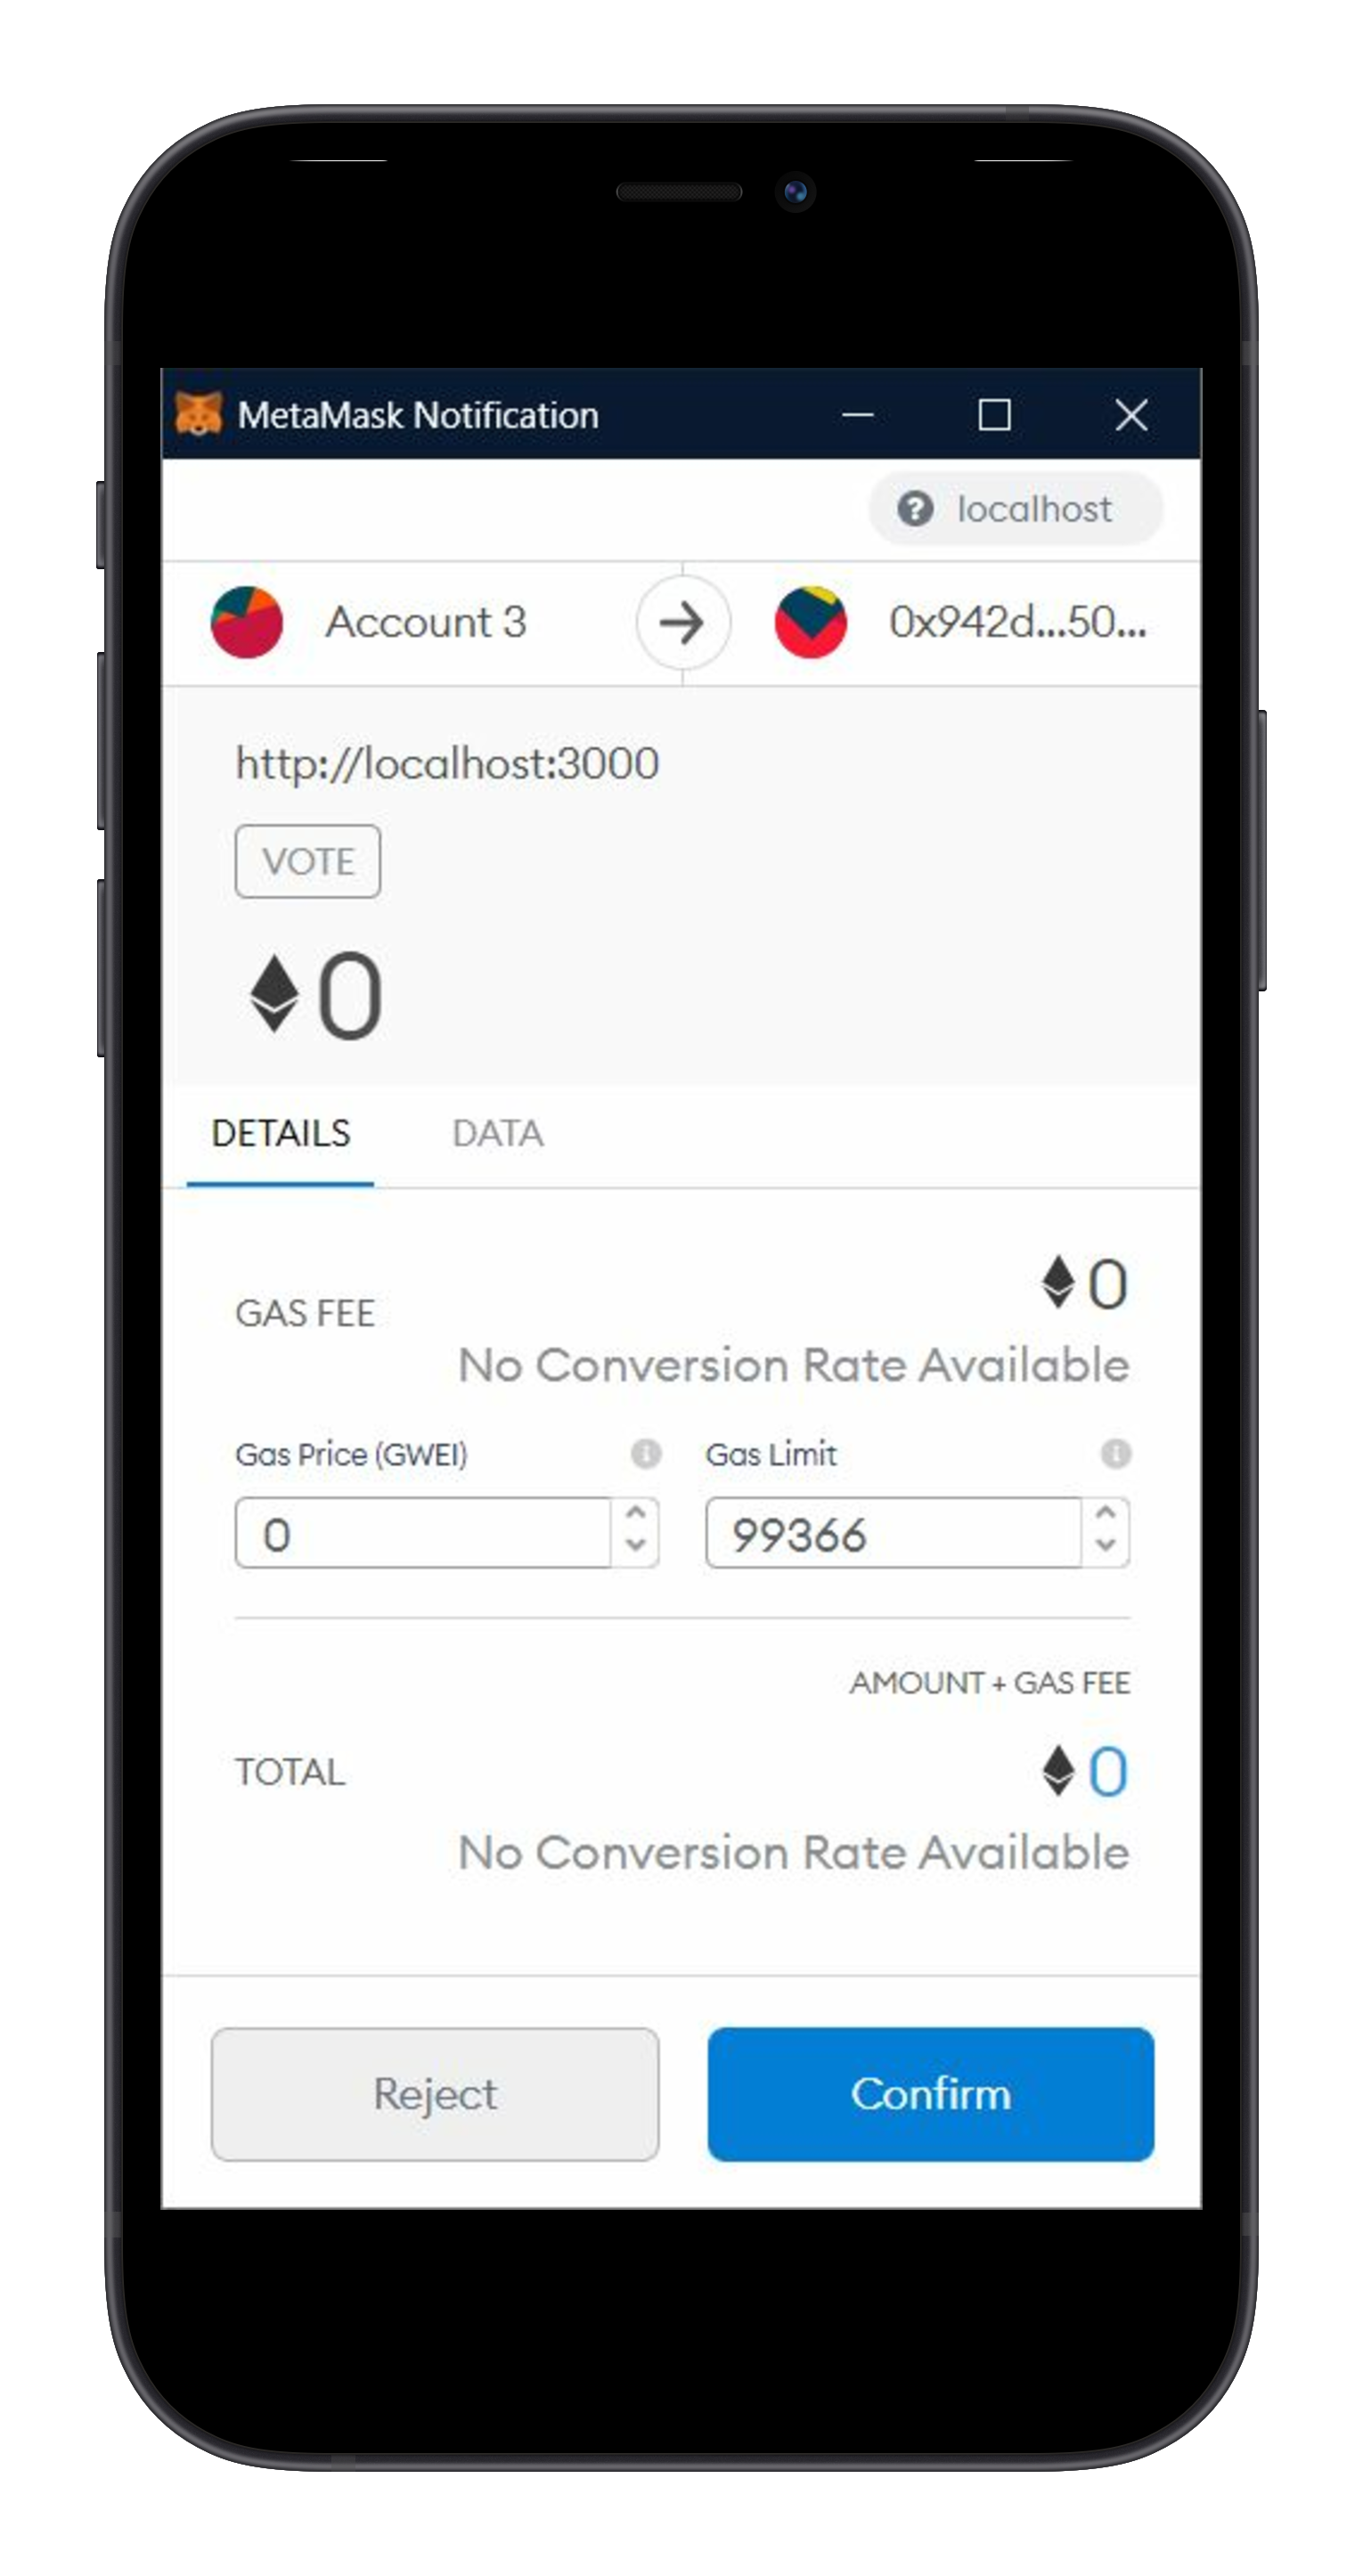 MetaMask Notification
localhost
Account 3
0x942d...50...
http://localhost:3000
VOTE
0
DETAILS DATA
0
GAS FEE
No Conversion Rate Available
Gas Price (GWEI) Gas Limit
0 99366
AMOUNT + GAS FEE
TOTAL 0
No Conversion Rate Available
Reject Confirm